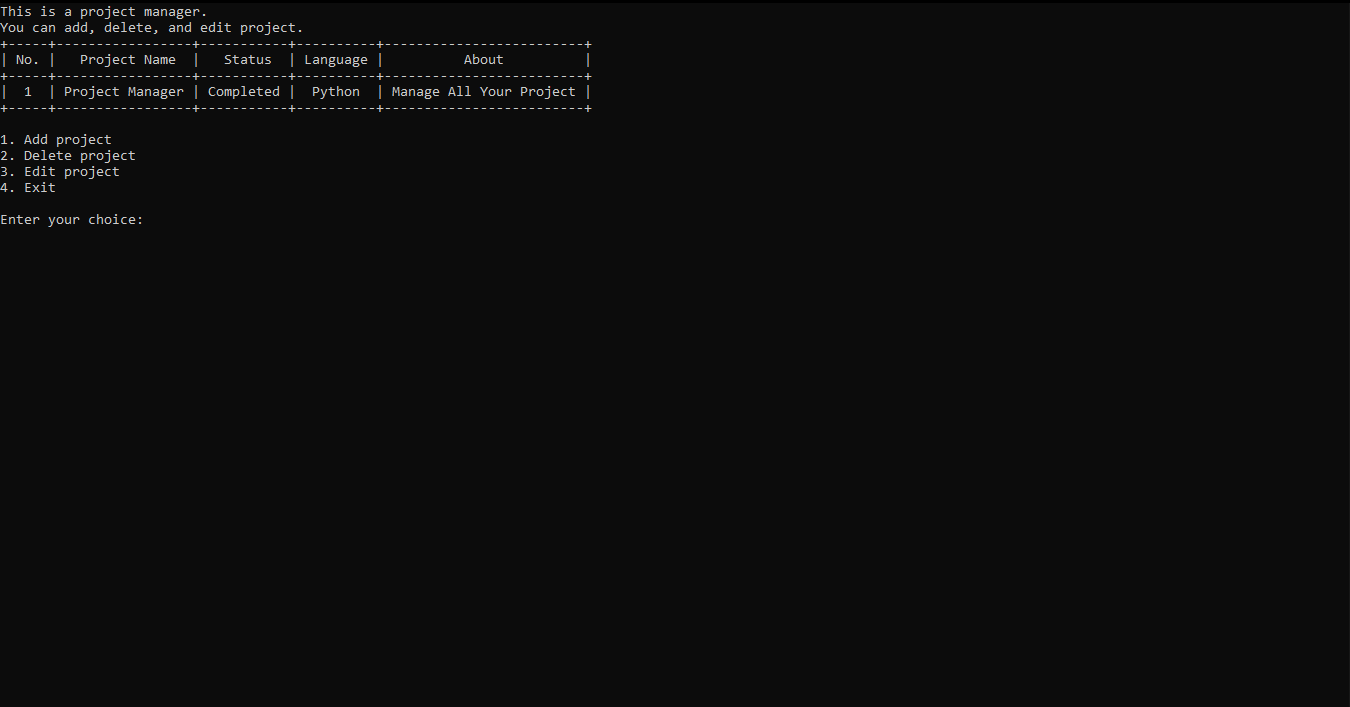 This is a project manager.
You can add, delete, and edit project.
+-----+-----------------+-----------+----------+-------------------------+
| No. |   Project Name  |   Status  | Language |          About          |
+-----+-----------------+-----------+----------+-------------------------+
|  1  | Project Manager | Completed |  Python  | Manage All Your Project |
+-----+-----------------+-----------+----------+-------------------------+
1. Add project
2. Delete project
3. Edit project
4. Exit
Enter your choice: